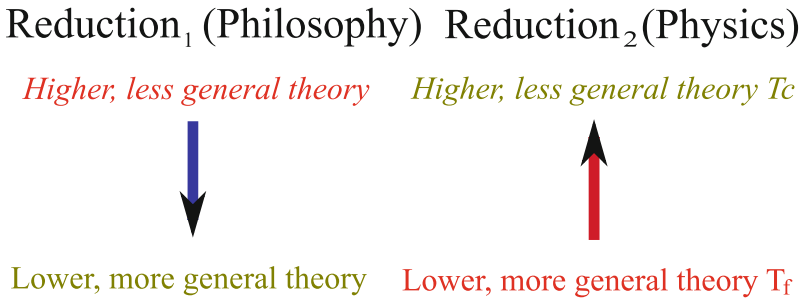 Reduction₁ (Philosophy) Reduction₂ (Physics)
Higher, less general theory Higher, less general theory Tc
Lower, more general theory Lower, more general theory T_f